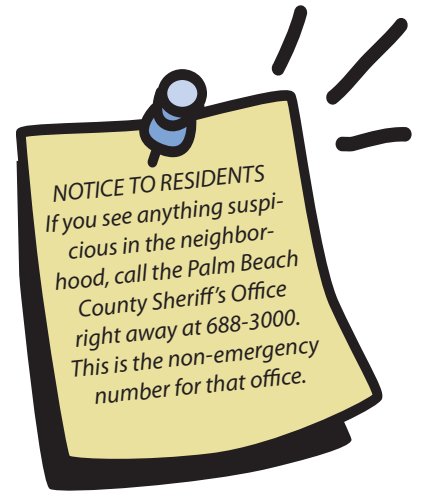 NOTICE TO RESIDENTS
If you see anything suspi-
cious in the neighbor-
hood, call the Palm Beach
County Sheriff's Office
right away at 688-3000.
This is the non-emergency
number for that office.